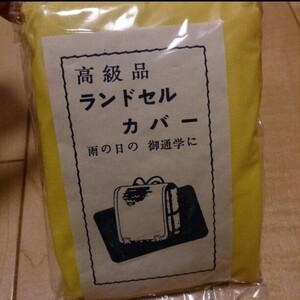 高級品
ランドセル
カバー
雨の日の 御通学に